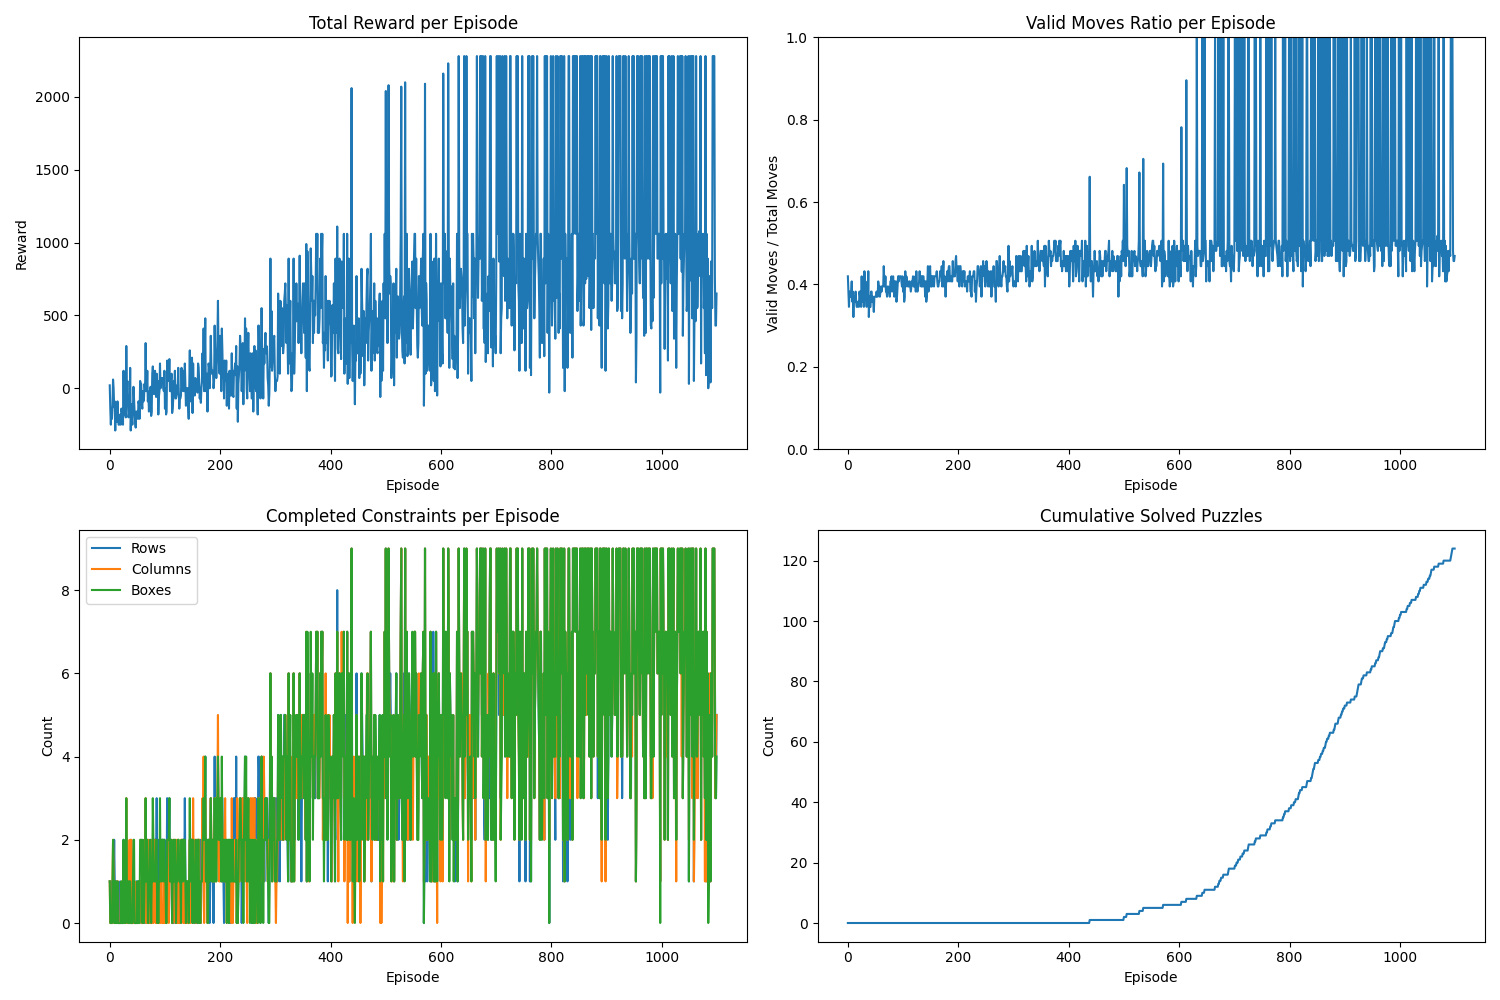 Total Reward per Episode
Reward
2000
1500
1000
500
0
0 200 400 600 800 1000
Episode
Valid Moves Ratio per Episode
Valid Moves / Total Moves
1.0
0.8
0.6
0.4
0.2
0.0
0 200 400 600 800 1000
Episode
Completed Constraints per Episode
Rows
Columns
Boxes
Count
8
6
4
2
0
0 200 400 600 800 1000
Episode
Cumulative Solved Puzzles
Count
120
100
80
60
40
20
0
0 200 400 600 800 1000
Episode